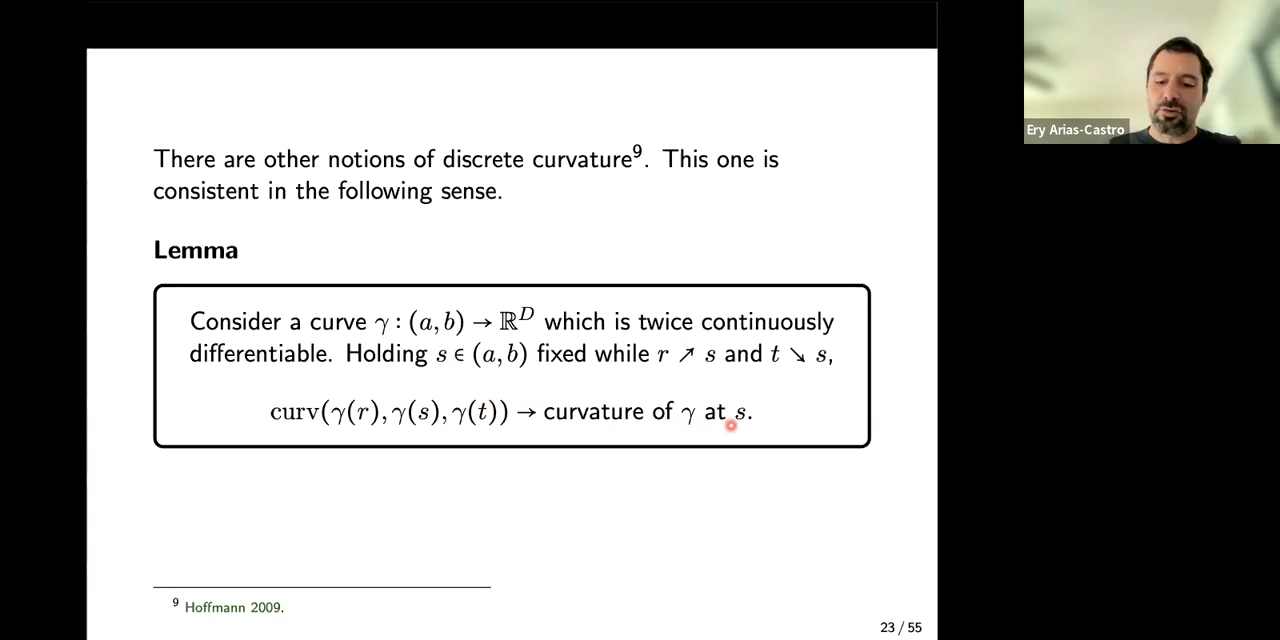 There are other notions of discrete curvature⁹. This one is
consistent in the following sense.
Lemma
Consider a curve γ : (a, b) → ℝᴰ which is twice continuously
differentiable. Holding s ∈ (a, b) fixed while r ↗ s and t ↘ s,
curv(γ(r), γ(s), γ(t)) → curvature of γ at s.
⁹ Hoffmann 2009.
23 / 55
Ery Arias-Castro